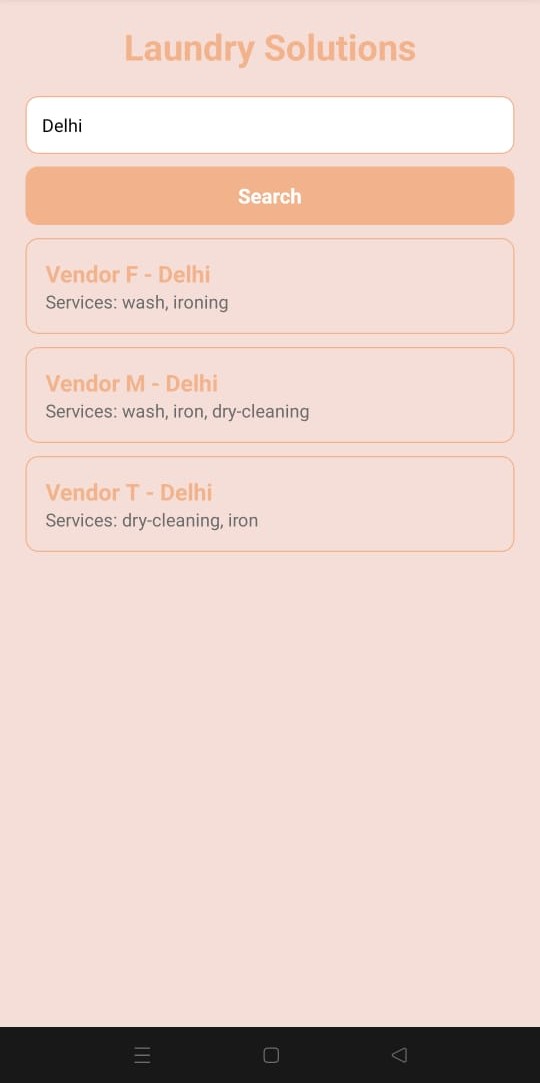 Laundry Solutions
Delhi
Search
Vendor F - Delhi
Services: wash, ironing
Vendor M - Delhi
Services: wash, iron, dry-cleaning
Vendor T - Delhi
Services: dry-cleaning, iron